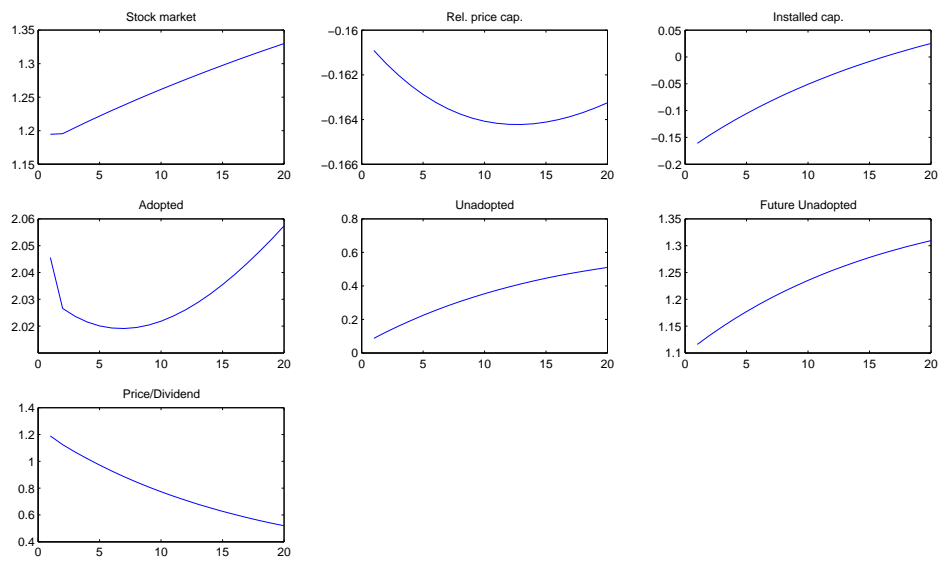 Stock market
1.35
1.3
1.25
1.2
1.15
0 5 10 15 20
Rel. price cap.
−0.16
−0.162
−0.164
−0.166
0 5 10 15 20
Installed cap.
0.05
0
−0.05
−0.1
−0.15
−0.2
0 5 10 15 20
Adopted
2.06
2.05
2.04
2.03
2.02
0 5 10 15 20
Unadopted
0.8
0.6
0.4
0.2
0
0 5 10 15 20
Future Unadopted
1.35
1.3
1.25
1.2
1.15
1.1
0 5 10 15 20
Price/Dividend
1.4
1.2
1
0.8
0.6
0.4
0 5 10 15 20